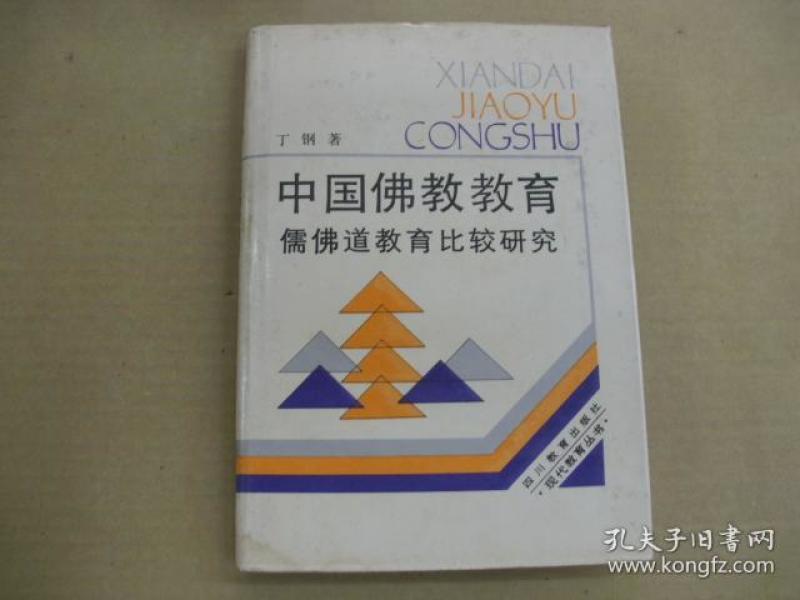 XIANDAI
JIAOYU
CONGSHU
丁 钢 著
中国佛教教育
儒佛道教育比较研究
四川教育出版社
·现代教育丛书·
孔夫子旧书网
www.kongfz.com